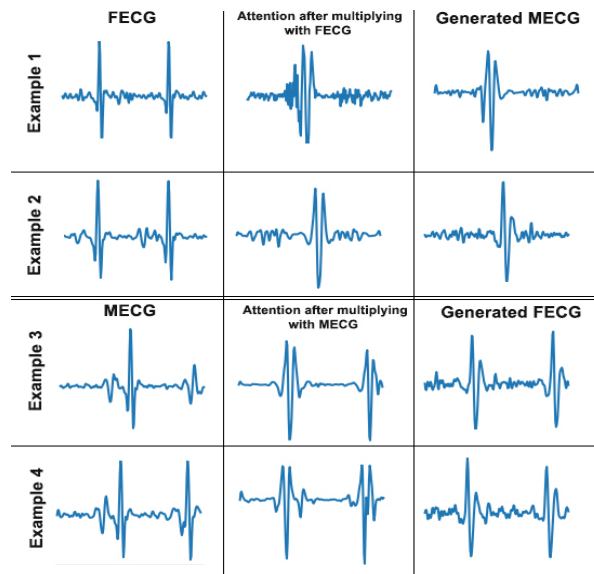 FECG
Attention after multiplying
with FECG
Generated MECG
Example 1
Example 2
MECG
Attention after multiplying
with MECG
Generated FECG
Example 3
Example 4